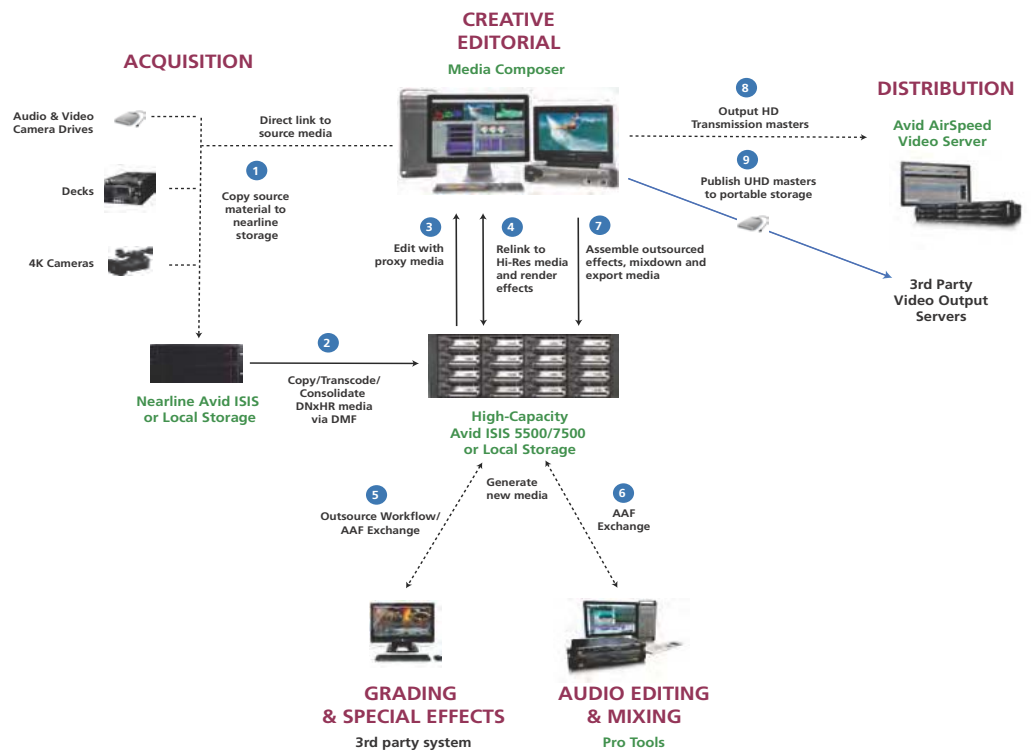 CREATIVE
EDITORIAL
Media Composer
ACQUISITION
Audio & Video
Camera Drives
Decks
4K Cameras
Direct link to
source media
1
Copy source
material to
nearline
storage
8
Output HD
Transmission masters
9
Publish UHD masters
to portable storage
DISTRIBUTION
Avid AirSpeed
Video Server
3rd Party
Video Output
Servers
3
Edit with
proxy media
4
Relink to
Hi-Res media
and render
effects
7
Assemble outsourced
effects, mixdown and
export media
2
Copy/Transcode/
Consolidate
DNxHR media
via DMF
Nearline Avid ISIS
or Local Storage
High-Capacity
Avid ISIS 5500/7500
or Local Storage
5
Outsource Workflow/
AAF Exchange
Generate
new media
6
AAF
Exchange
GRADING
& SPECIAL EFFECTS
3rd party system
AUDIO EDITING
& MIXING
Pro Tools